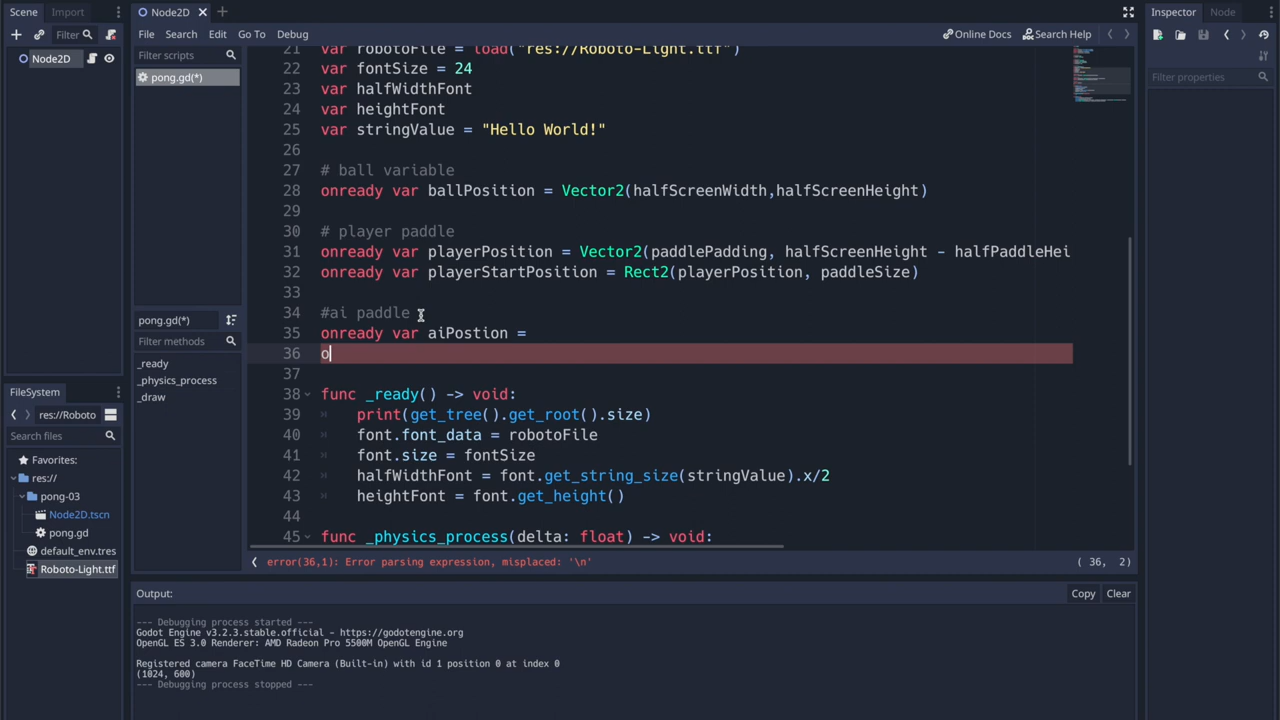 Scene Import
Filter
Node2D
Node2D
File Search Edit Go To Debug
Online Docs Search Help
Filter scripts
pong.gd(*)
pong.gd(*)
Filter methods
_ready
_physics_process
_draw
21 var robotoFile = load("res://Roboto-Light.ttf")
22 var fontSize = 24
23 var halfWidthFont
24 var heightFont
25 var stringValue = "Hello World!"
26
27 # ball variable
28 onready var ballPosition = Vector2(halfScreenWidth,halfScreenHeight)
29
30 # player paddle
31 onready var playerPosition = Vector2(paddlePadding, halfScreenHeight - halfPaddleHei
32 onready var playerStartPosition = Rect2(playerPosition, paddleSize)
33
34 #ai paddle
35 onready var aiPostion =
36 o
37
38 func _ready() -> void:
39 print(get_tree().get_root().size)
40 font.font_data = robotoFile
41 font.size = fontSize
42 halfWidthFont = font.get_string_size(stringValue).x/2
43 heightFont = font.get_height()
44
45 func _physics_process(delta: float) -> void:
error(36,1): Error parsing expression, misplaced: '\n'
( 36, 2)
FileSystem
res://Roboto
Search files
Favorites:
res://
pong-03
Node2D.tscn
pong.gd
default_env.tres
Roboto-Light.ttf
Output:
Copy Clear
--- Debugging process started ---
Godot Engine v3.2.3.stable.official - https://godotengine.org
OpenGL ES 3.0 Renderer: AMD Radeon Pro 5500M OpenGL Engine
Registered camera FaceTime HD Camera (Built-in) with id 1 position 0 at index 0
(1024, 600)
--- Debugging process stopped ---
Inspector Node
Filter properties